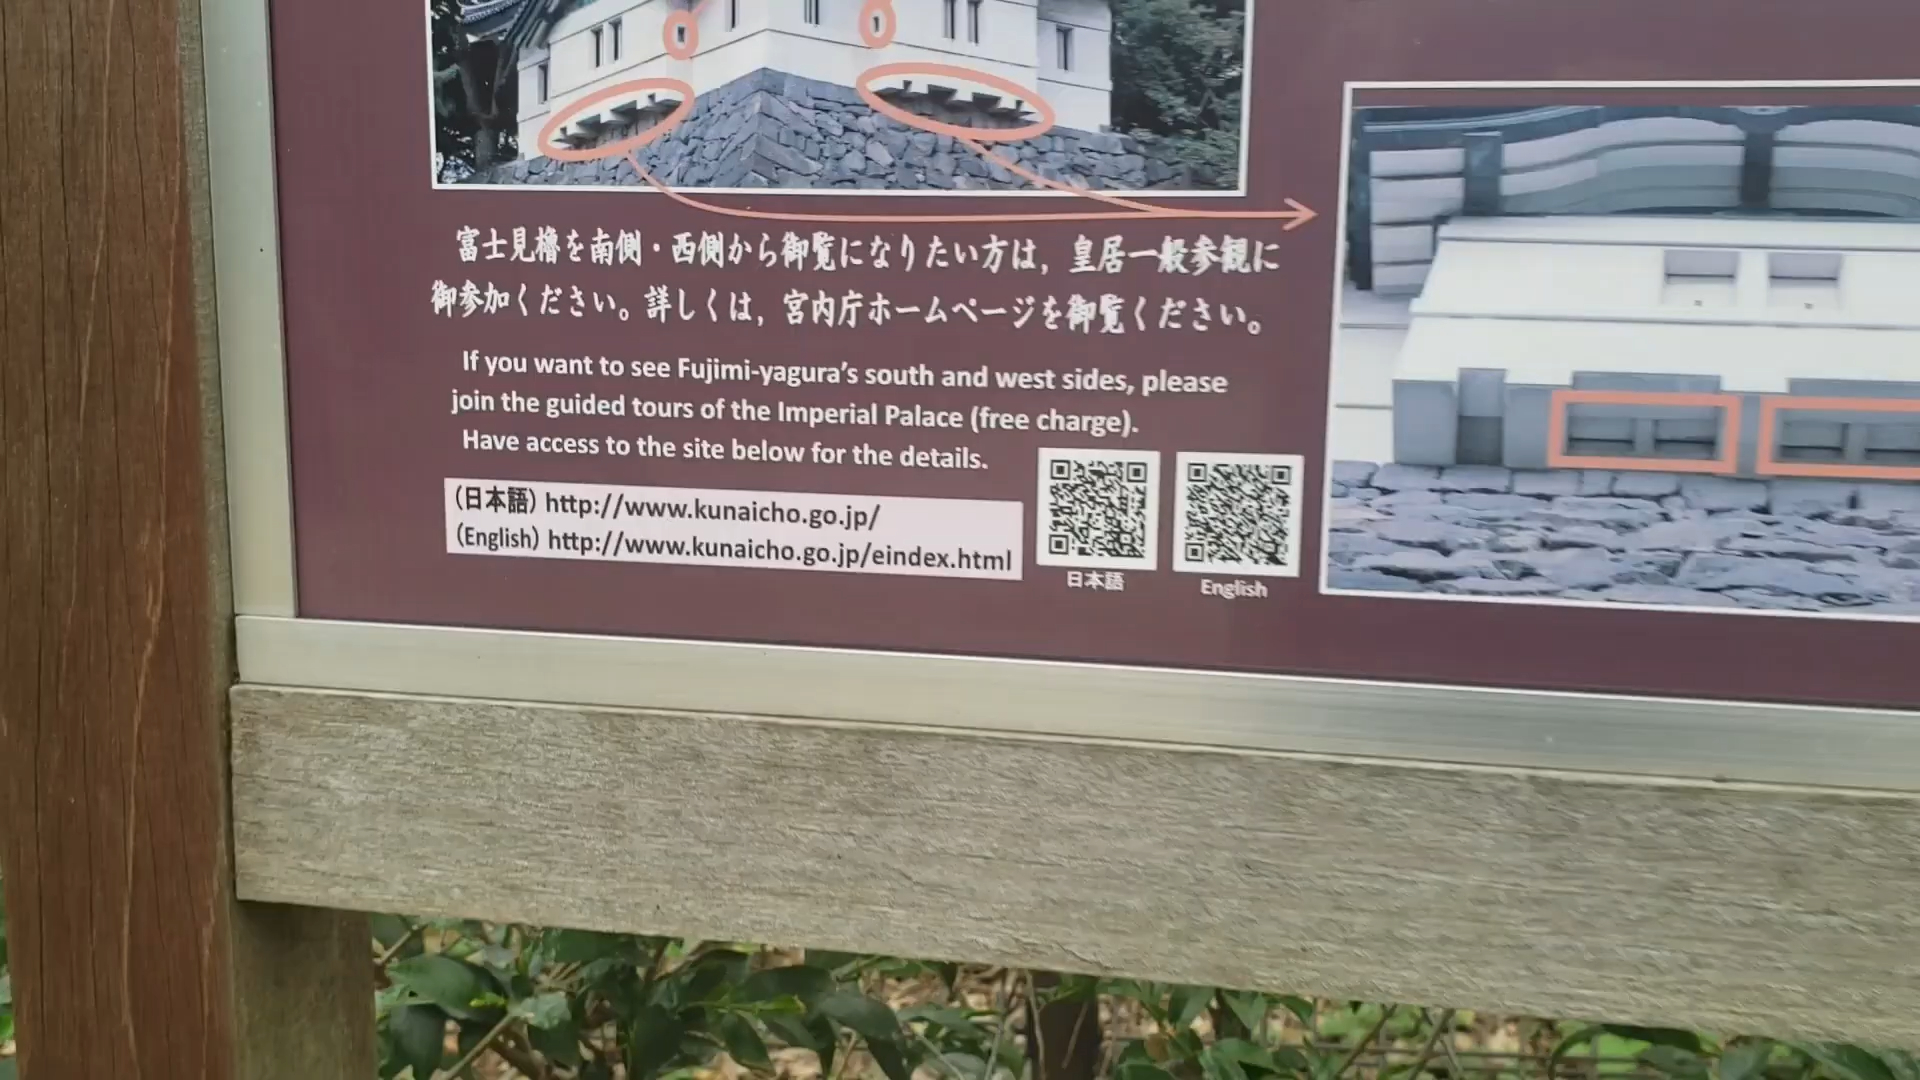 富士見櫓を南側・西側から御覧になりたい方は，皇居一般参観に
御参加ください。詳しくは，宮内庁ホームページを御覧ください。
If you want to see Fujimi-yagura’s south and west sides, please
join the guided tours of the Imperial Palace (free charge).
Have access to the site below for the details.
(日本語) http://www.kunaicho.go.jp/
(English) http://www.kunaicho.go.jp/eindex.html
日本語
English